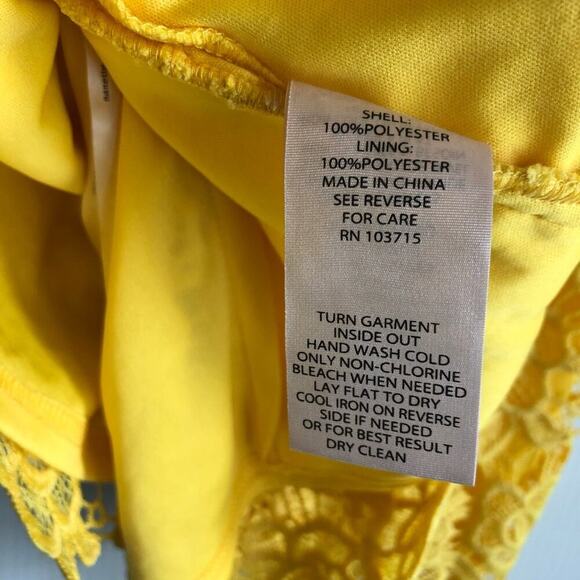 SHELL:
100%POLYESTER
LINING:
100%POLYESTER
MADE IN CHINA
SEE REVERSE
FOR CARE
RN 103715
TURN GARMENT
INSIDE OUT
HAND WASH COLD
ONLY NON-CHLORINE
BLEACH WHEN NEEDED
LAY FLAT TO DRY
COOL IRON ON REVERSE
SIDE IF NEEDED
OR FOR BEST RESULT
DRY CLEAN